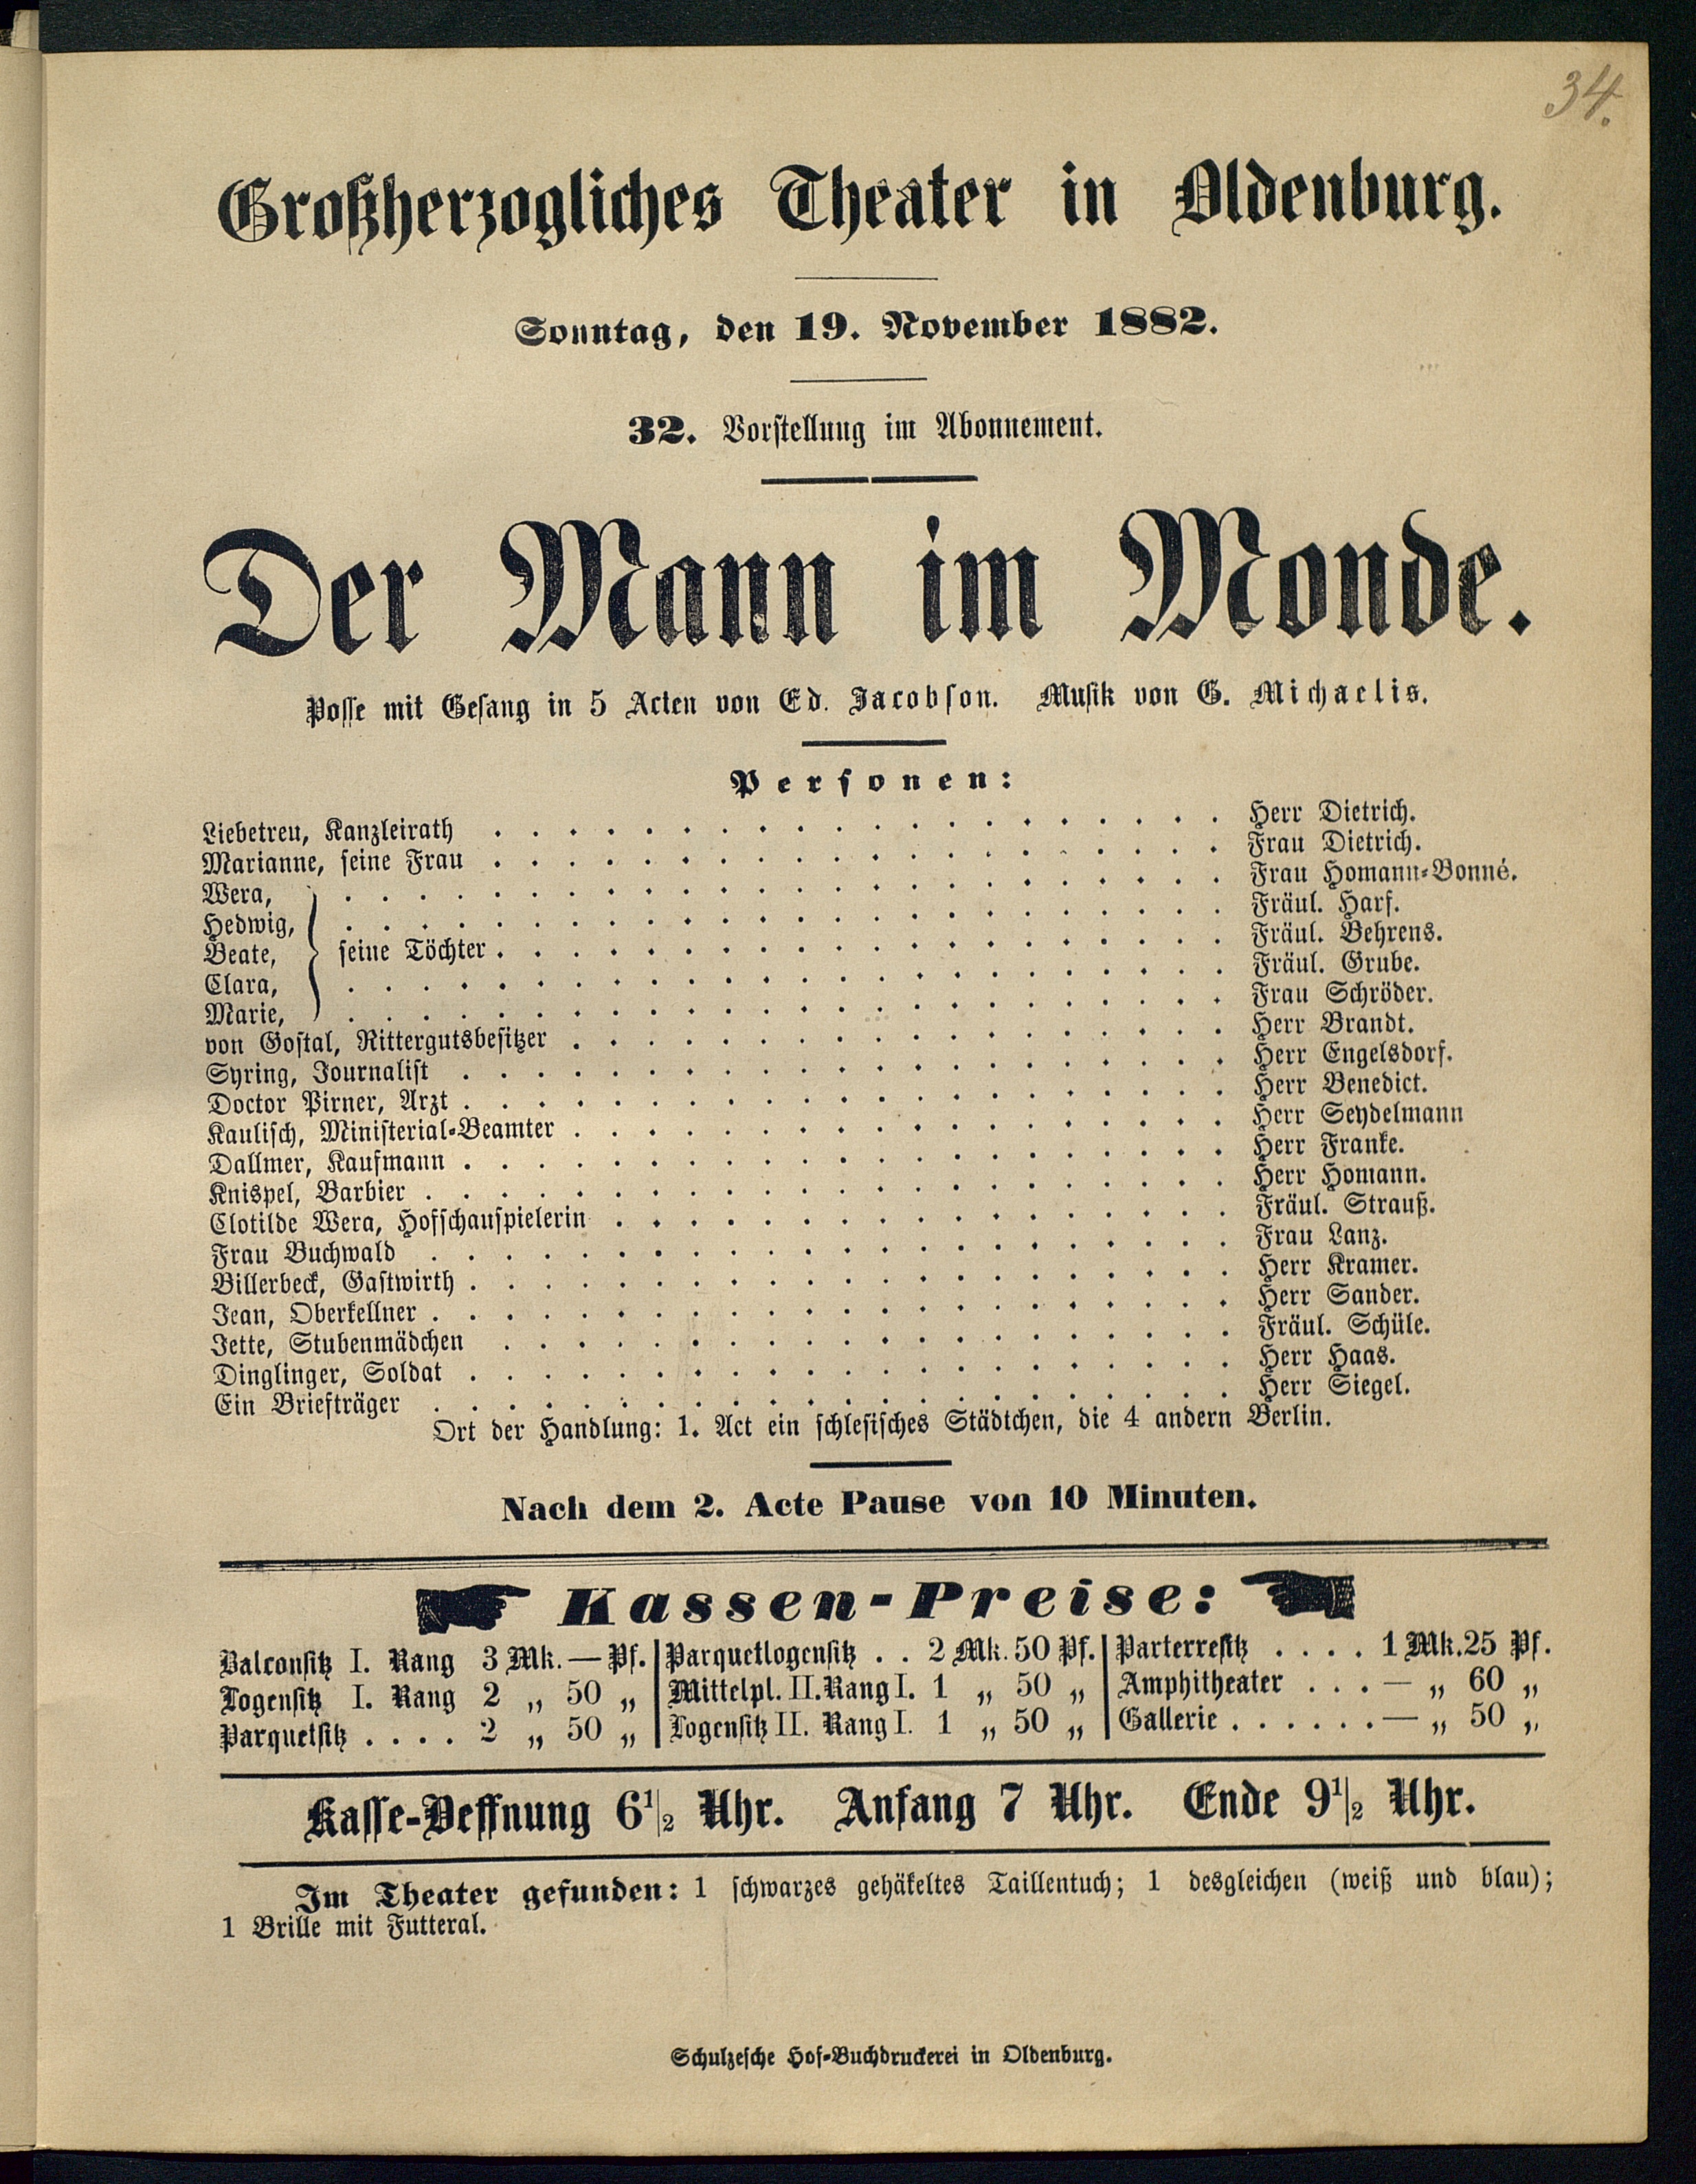 34.
Großherzogliches Theater in Oldenburg.
Sonntag, den 19. November 1882.
32. Vorstellung im Abonnement.
Der Mann im Monde.
Posse mit Gesang in 5 Acten von Ed. Jacobson. Musik von G. Michaelis.
Personen:
Liebetreu, Kanzleirath . . . . . Herr Dietrich.
Marianne, seine Frau . . . . . Frau Dietrich.
Wera, . . . . . Frau Homann-Bonné.
Hedwig, . . . . . Fräul. Harf.
Beate, seine Töchter . . . . . Fräul. Behrens.
Clara, . . . . . Fräul. Grube.
Marie, . . . . . Frau Schröder.
von Gostal, Rittergutsbesitzer . . . . . Herr Brandt.
Syring, Journalist . . . . . Herr Engelsdorf.
Doctor Pirner, Arzt . . . . . Herr Benedict.
Kaulisch, Ministerial-Beamter . . . . . Herr Seydelmann
Dallmer, Kaufmann . . . . . Herr Franke.
Knispel, Barbier . . . . . Herr Homann.
Clotilde Wera, Hofschauspielerin . . . . . Fräul. Strauß.
Frau Buchwald . . . . . Frau Lanz.
Billerbeck, Gastwirth . . . . . Herr Kramer.
Jean, Oberkellner . . . . . Herr Sander.
Jette, Stubenmädchen . . . . . Fräul. Schüle.
Dinglinger, Soldat . . . . . Herr Haas.
Ein Briefträger . . . . . Herr Siegel.
Ort der Handlung: 1. Act ein schlesisches Städtchen, die 4 andern Berlin.
Nach dem 2. Acte Pause von 10 Minuten.
Kassen-Preise:
Balconsitz I. Rang 3 Mk. — Pf. Parquetlogensitz . . 2 Mk. 50 Pf. Parterresitz . . . . 1 Mk. 25 Pf.
Logensitz I. Rang 2 „ 50 „ Mittelpl. II. Rang I. 1 „ 50 „ Amphitheater . . . — „ 60 „
Parquetsitz . . . . 2 „ 50 „ Logensitz II. Rang I. 1 „ 50 „ Gallerie . . . . . . — „ 50 „
Kasse-Oeffnung 6½ Uhr. Anfang 7 Uhr. Ende 9½ Uhr.
Im Theater gefunden: 1 schwarzes gehäkeltes Taillentuch; 1 desgleichen (weiß und blau);
1 Brille mit Futteral.
Schulzesche Hof-Buchdruckerei in Oldenburg.